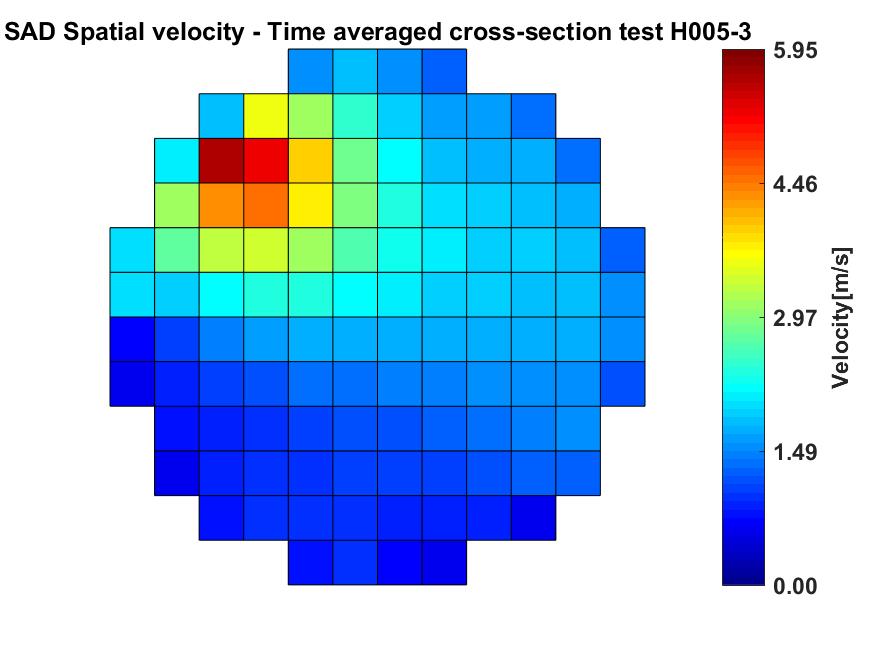 SAD Spatial velocity - Time averaged cross-section test H005-3
5.95
4.46
2.97
1.49
0.00
Velocity[m/s]